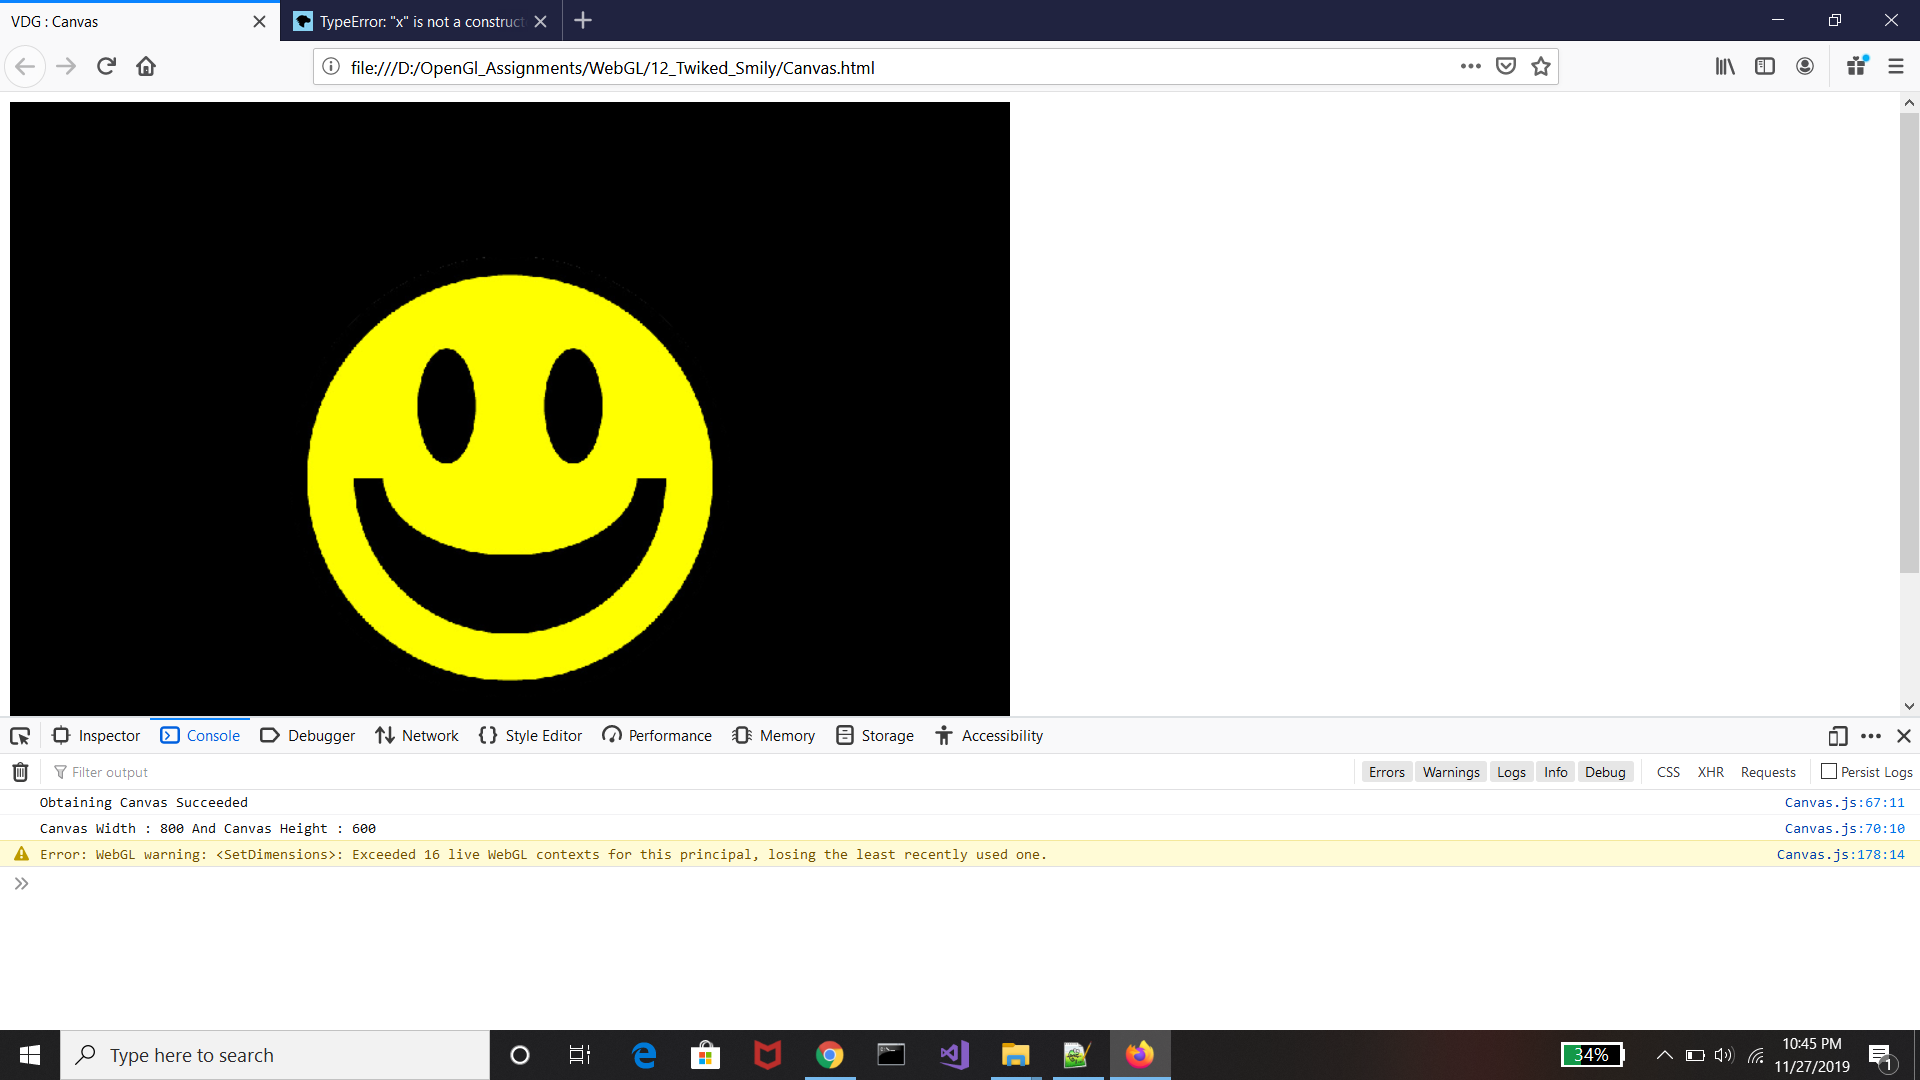 VDG : Canvas
TypeError: "x" is not a construct
file:///D:/OpenGl_Assignments/WebGL/12_Twiked_Smily/Canvas.html
Inspector Console Debugger Network Style Editor Performance Memory Storage Accessibility
Filter output Errors Warnings Logs Info Debug CSS XHR Requests Persist Logs
Obtaining Canvas Succeeded Canvas.js:67:11
Canvas Width : 800 And Canvas Height : 600 Canvas.js:70:10
Error: WebGL warning: <SetDimensions>: Exceeded 16 live WebGL contexts for this principal, losing the least recently used one. Canvas.js:178:14
Type here to search
34%
10:45 PM
11/27/2019
1